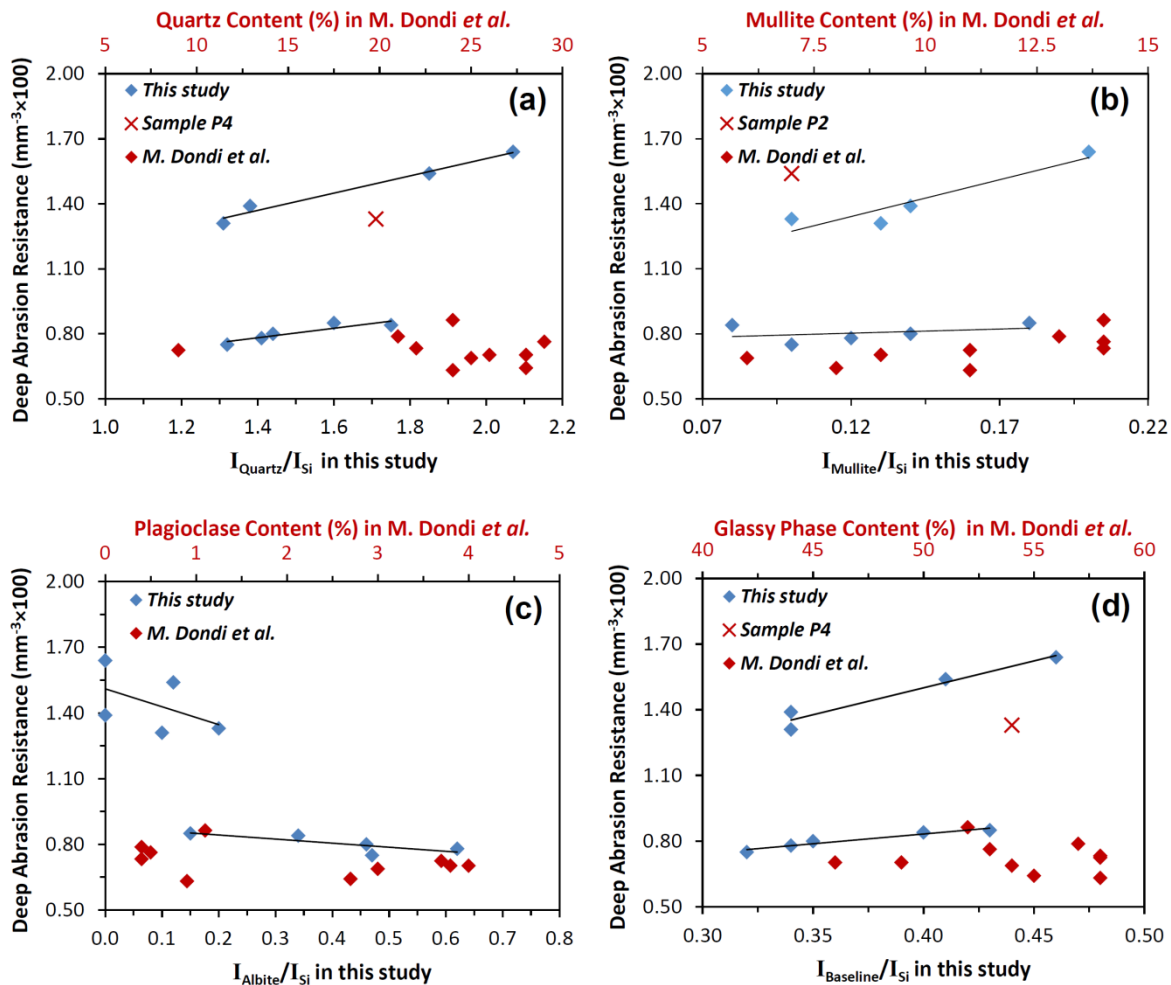 Quartz Content (%) in M. Dondi et al.
5 10 15 20 25 30
2.00
1.70
1.40
1.10
0.80
0.50
Deep Abrasion Resistance (mm⁻³×100)
This study
Sample P4
M. Dondi et al.
(a)
1.0 1.2 1.4 1.6 1.8 2.0 2.2
I_Quartz/I_Si in this study
Mullite Content (%) in M. Dondi et al.
5 8 10 13 15
2.00
1.70
1.40
1.10
0.80
0.50
Deep Abrasion Resistance (mm⁻³×100)
This study
Sample P2
M. Dondi et al.
(b)
0.07 0.12 0.17 0.22
I_Mullite/I_Si in this study
Plagioclase Content (%) in M. Dondi et al.
0 1 2 3 4 5
2.00
1.70
1.40
1.10
0.80
0.50
Deep Abrasion Resistance (mm⁻³×100)
This study
M. Dondi et al.
(c)
0.0 0.1 0.2 0.3 0.4 0.5 0.6 0.7 0.8
I_Albite/I_Si in this study
Glassy Phase Content (%) in M. Dondi et al.
40 45 50 55 60
2.00
1.70
1.40
1.10
0.80
0.50
Deep Abrasion Resistance (mm⁻³×100)
This study
Sample P4
M. Dondi et al.
(d)
0.30 0.35 0.40 0.45 0.50
I_Baseline/I_Si in this study